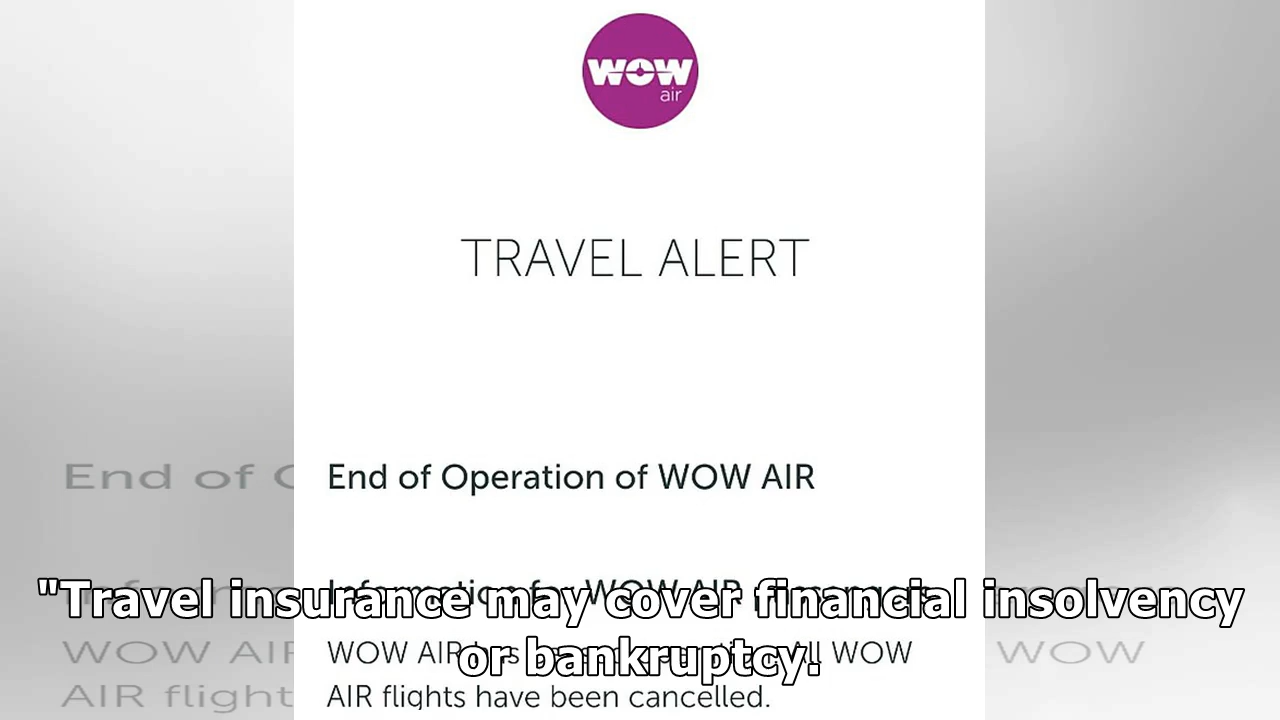 WOW
air
TRAVEL ALERT
End of Operation of WOW AIR
"Travel insurance may cover financial insolvency
or bankruptcy.
WOW AIR WOW
AIR flights have been cancelled.